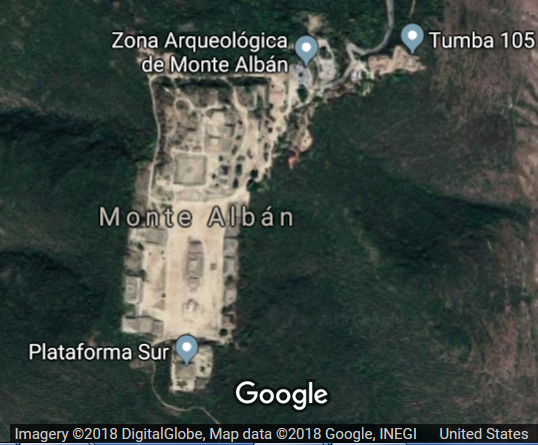 Zona Arqueológica
de Monte Albán
Tumba 105
Monte Albán
Plataforma Sur
Google
Imagery ©2018 DigitalGlobe, Map data ©2018 Google, INEGI United States